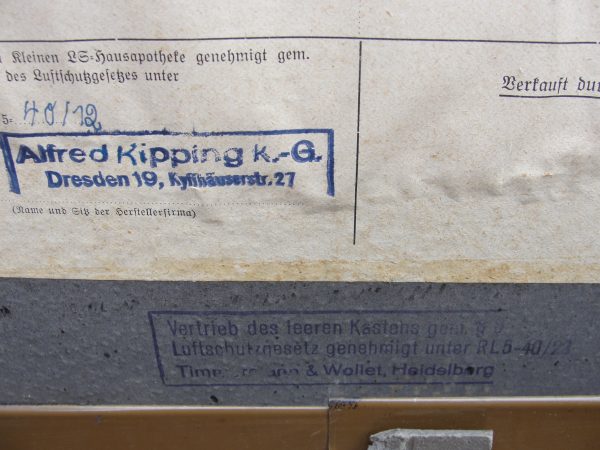 Kleinen LS-Hausapotheke genehmigt gem.
des Luftschutzgesetzes unter
5- 40/12
Alfred Kipping K.-G.
Dresden 19, Kyffhäuserstr. 27
(Name und Sitz der Herstellerfirma)
Verkauft dur
Vertrieb des leeren Kastens gem. § 8
Luftschutzgesetz genehmigt unter RL5-40/23
& Wollet, Heidelberg